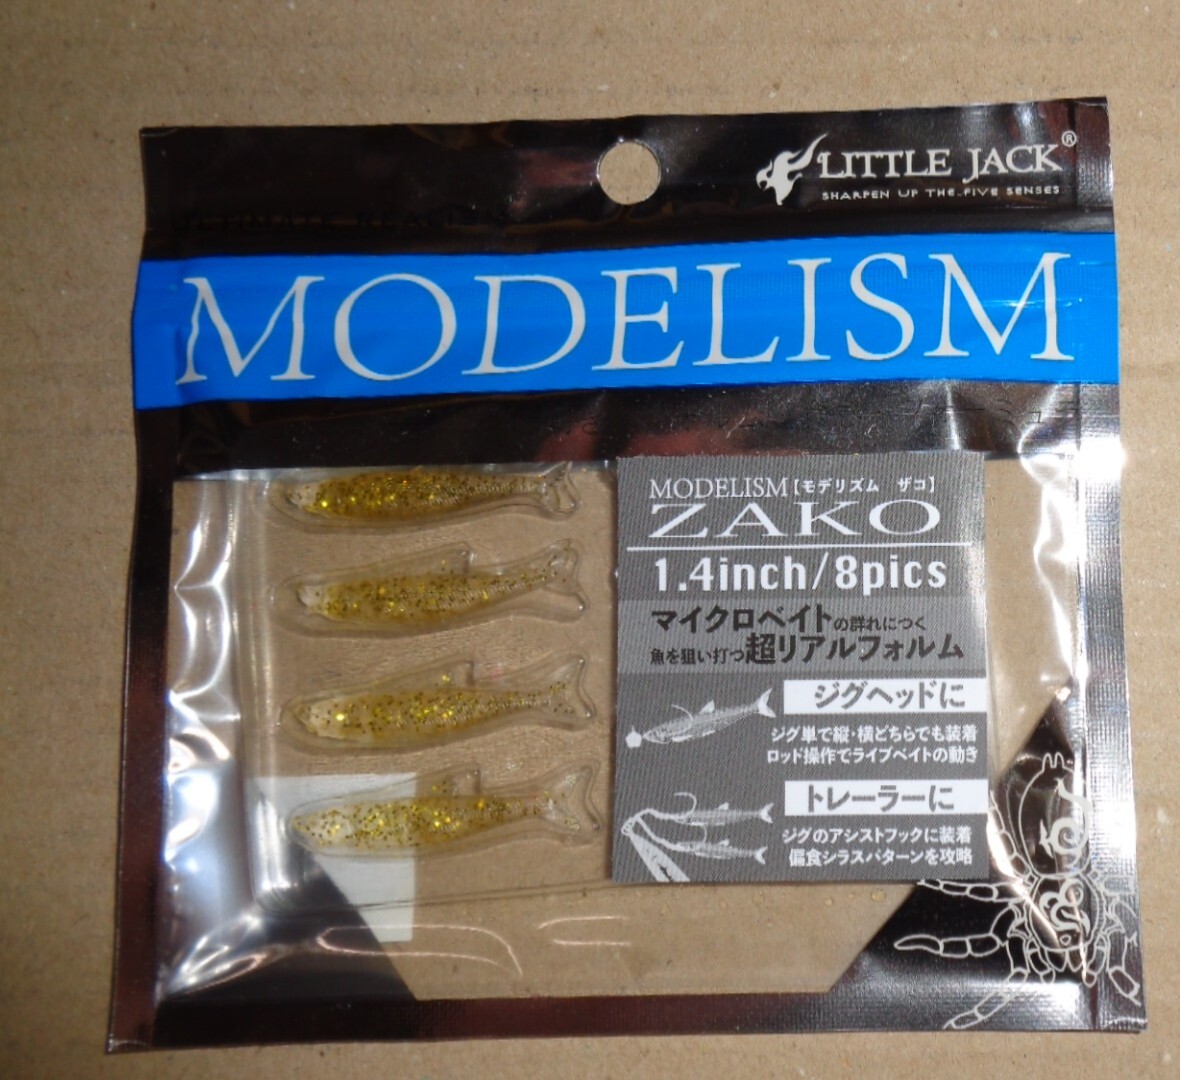 LITTLE JACK®
SHARPEN UP THE FIVE SENSES
MODELISM
MODELISM【モデリズム ザコ】
ZAKO
1.4inch/8pics
マイクロベイトの群れにつく
魚を狙い打つ超リアルフォルム
ジグヘッドに
ジグ単で縦・横どちらでも装着
ロッド操作でライブベイトの動き
トレーラーに
ジグのアシストフックに装着
偏食シラスパターンを攻略